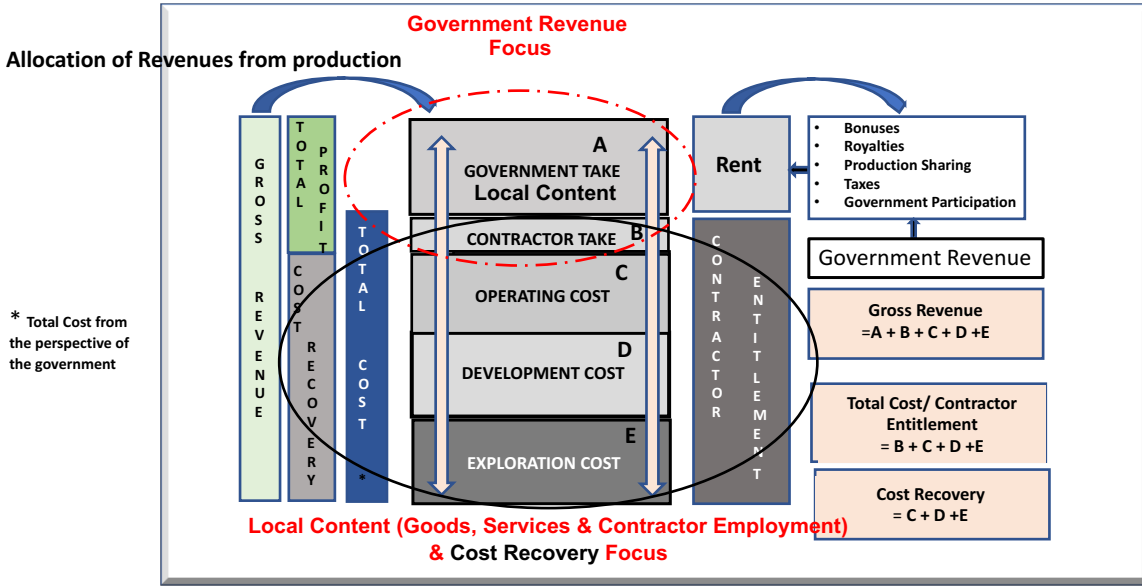 Government Revenue
Focus
Allocation of Revenues from production
GROSS REVENUE
TOTAL PROFIT
COST RECOVERY
TOTAL COST *
A
GOVERNMENT TAKE
Local Content
B
CONTRACTOR TAKE
C
OPERATING COST
D
DEVELOPMENT COST
E
EXPLORATION COST
Rent
CONTRACTOR ENTITLEMENT
• Bonuses
• Royalties
• Production Sharing
• Taxes
• Government Participation
Government Revenue
Gross Revenue
=A + B + C + D +E
Total Cost/ Contractor
Entitlement
= B + C + D +E
Cost Recovery
= C + D +E
* Total Cost from
the perspective of
the government
Local Content (Goods, Services & Contractor Employment)
& Cost Recovery Focus